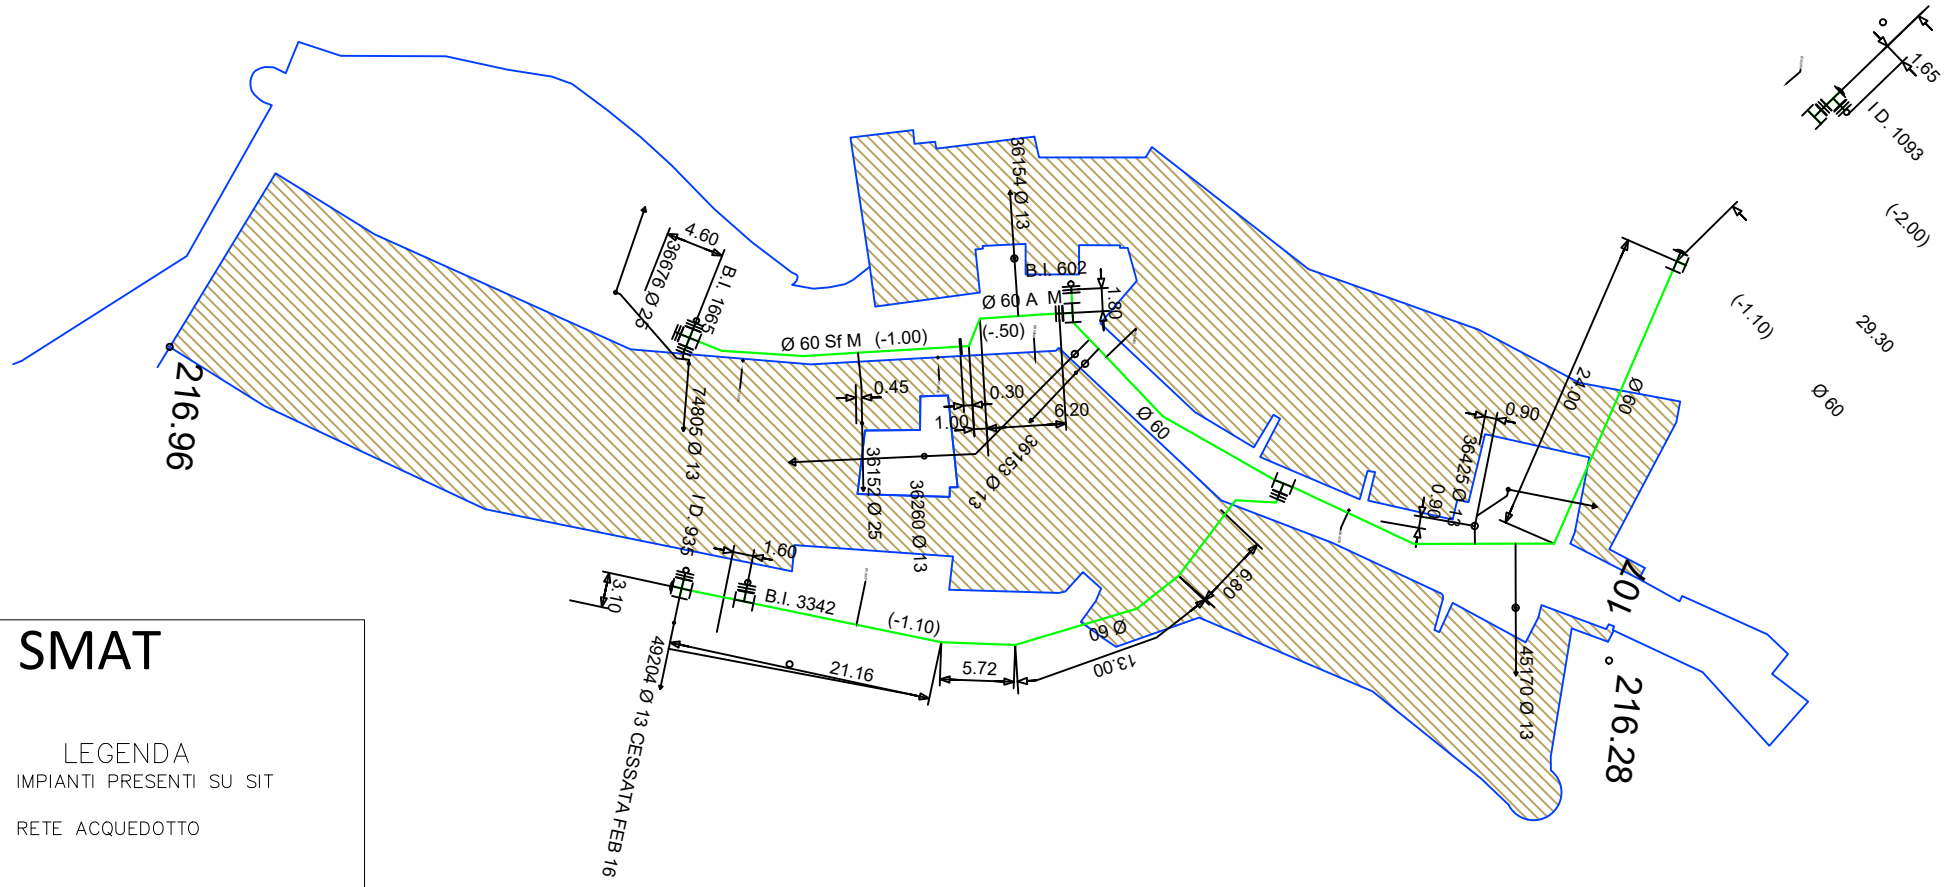 1.65
I D. 1093
(-2.00)
29.30
(-1.10)
Ø 60
36154 Ø 13
4.60
36676 Ø 25
B.I. 1665
B.I. 602
Ø 60 A M
1.80
Ø 60 Sf M (-1.00)
(-.50)
24.00
Ø 60
216.96
0.45
0.30
1.00
6.20
Ø 60
0.90
36425 Ø 13
0.90
74805 Ø 13
I D. 935
36152 Ø 25
36260 Ø 13
36153 Ø 13
1.60
3.10
B.I. 3342
(-1.10)
Ø 60
6.80
13.00
21.16
5.72
49204 Ø 13 CESSATA FEB 16
102
45170 Ø 13
216.28
SMAT
LEGENDA
IMPIANTI PRESENTI SU SIT
RETE ACQUEDOTTO